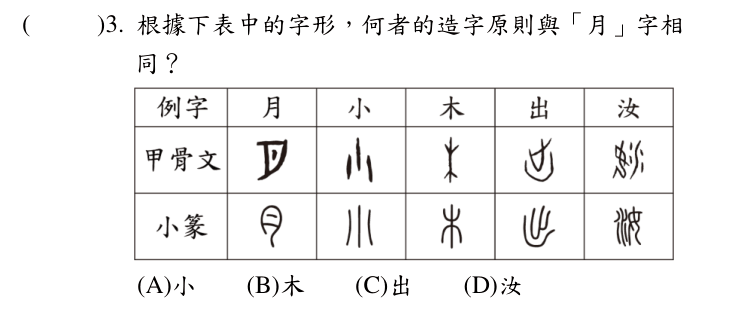 (　　)3. 根據下表中的字形，何者的造字原則與「月」字相
同？
例字 月 小 木 出 汝
甲骨文
小篆
(A)小 (B)木 (C)出 (D)汝